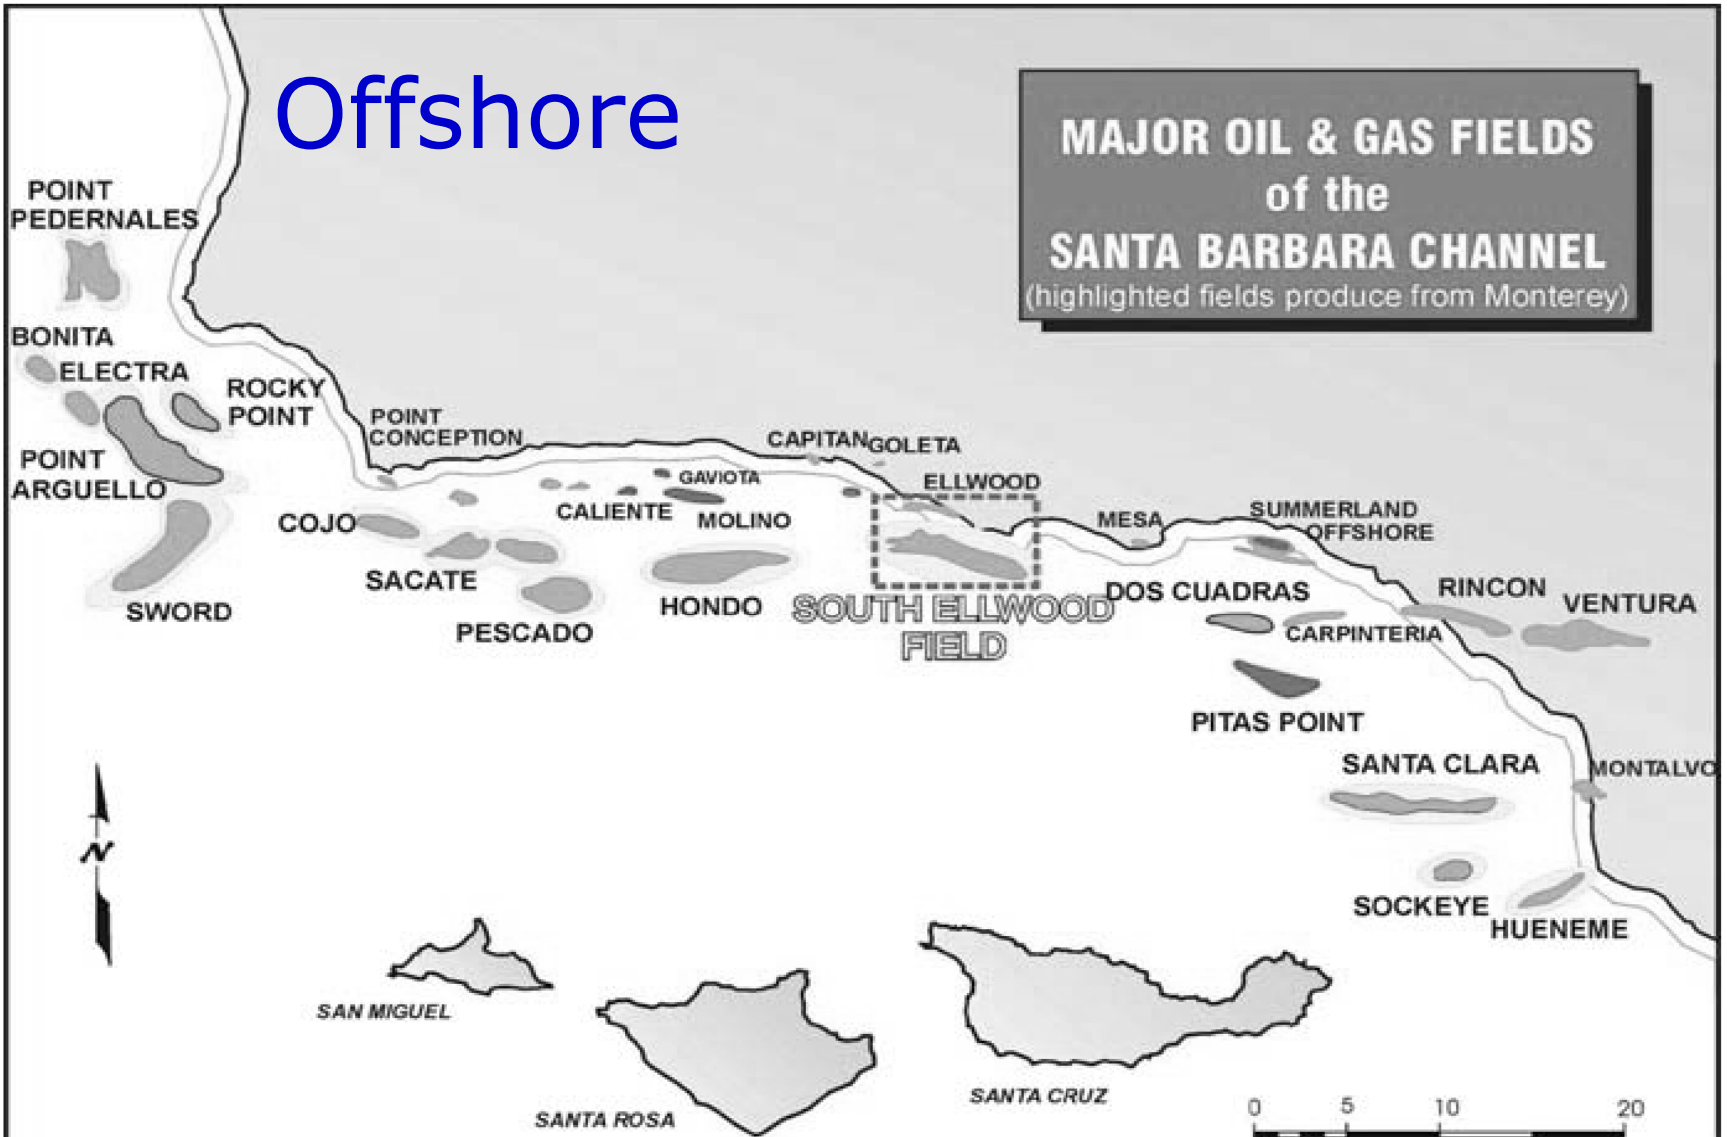 Offshore
MAJOR OIL & GAS FIELDS
of the
SANTA BARBARA CHANNEL
(highlighted fields produce from Monterey)
POINT
PEDERNALES
BONITA
ELECTRA
ROCKY
POINT
POINT
CONCEPTION
CAPITAN
GOLETA
POINT
ARGUELLO
GAVIOTA
ELLWOOD
CALIENTE
MOLINO
COJO
MESA
SUMMERLAND
OFFSHORE
SACATE
SWORD
PESCADO
HONDO
SOUTH ELLWOOD
FIELD
DOS CUADRAS
RINCON
VENTURA
CARPINTERIA
PITAS POINT
SANTA CLARA
MONTALVO
N
SOCKEYE
HUENEME
SAN MIGUEL
SANTA ROSA
SANTA CRUZ
0 5 10 20